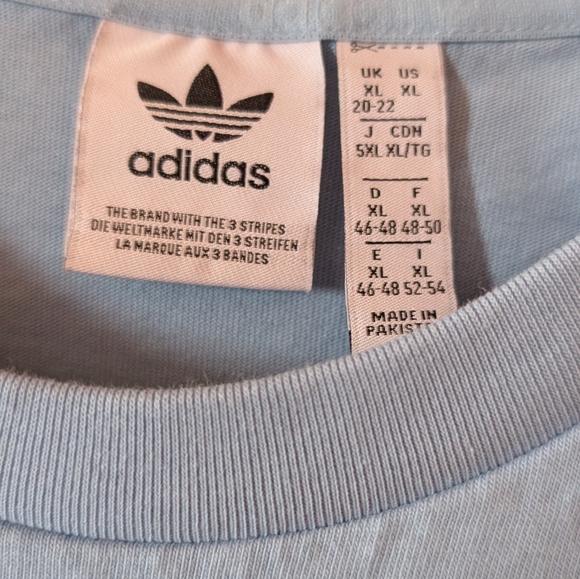 adidas
THE BRAND WITH THE 3 STRIPES
DIE WELTMARKE MIT DEN 3 STREIFEN
LA MARQUE AUX 3 BANDES
UK US
XL XL
20-22
J CDN
5XL XL/TG
D F
XL XL
46-48 48-50
E I
XL XL
46-48 52-54
MADE IN